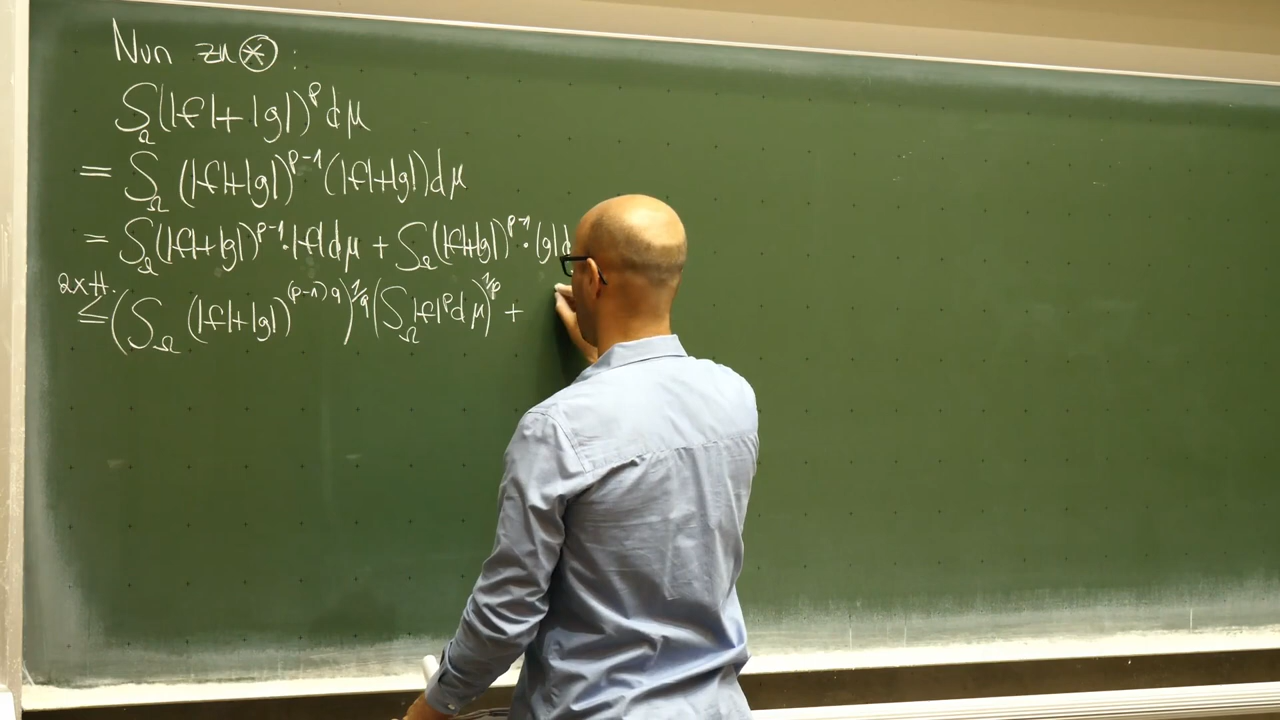 Nun zu ⊛:
∫_Ω (|f|+|g|)^p dμ
= ∫_Ω (|f|+|g|)^{p-1} (|f|+|g|) dμ
= ∫_Ω (|f|+|g|)^{p-1} · |f| dμ + ∫_Ω (|f|+|g|)^{p-1} · |g| d
2x H.
≤ (∫_Ω (|f|+|g|)^{(p-1)q})^{1/q} (∫_Ω |f|^p dμ)^{1/p} +